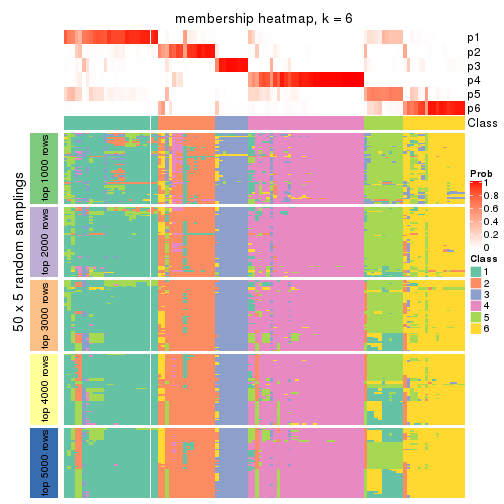 membership heatmap, k = 6
p1
p2
p3
p4
p5
p6
Class
50 x 5 random samplings
top 1000 rows
top 2000 rows
top 3000 rows
top 4000 rows
top 5000 rows
Prob
1
0.8
0.6
0.4
0.2
0
Class
1
2
3
4
5
6